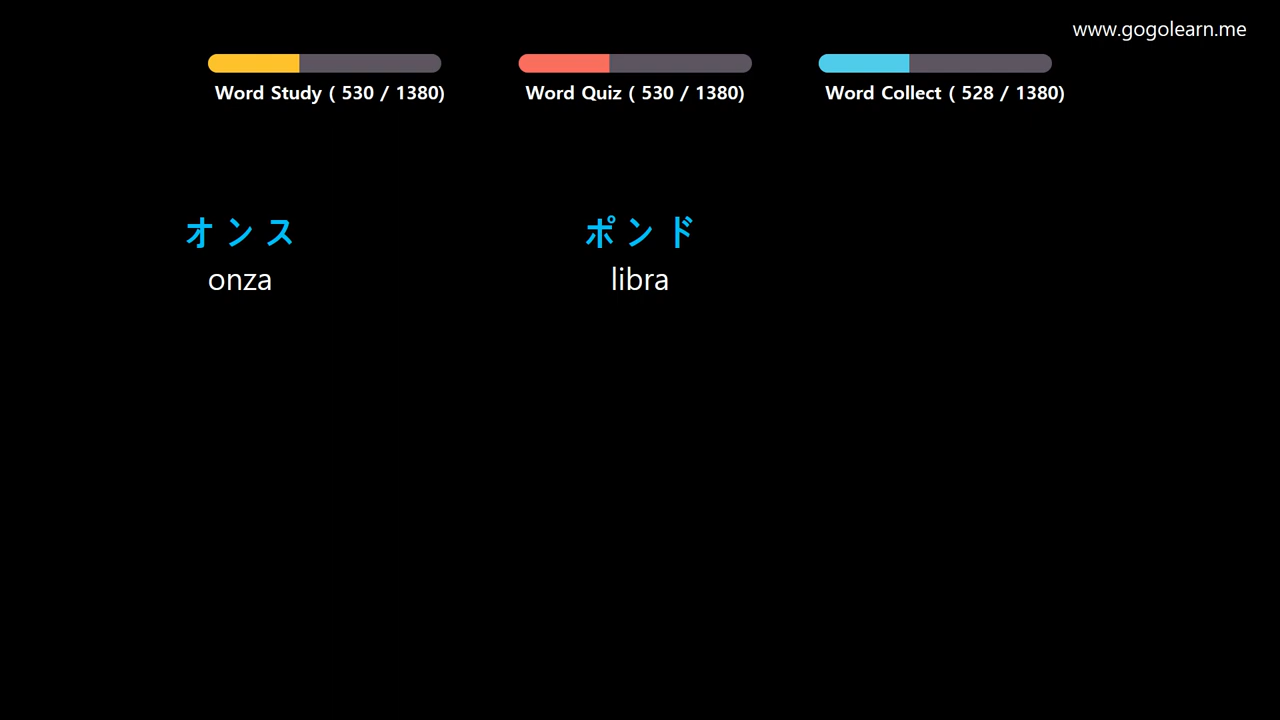 www.gogolearn.me
Word Study ( 530 / 1380)
Word Quiz ( 530 / 1380)
Word Collect ( 528 / 1380)
オンス
onza
ポンド
libra